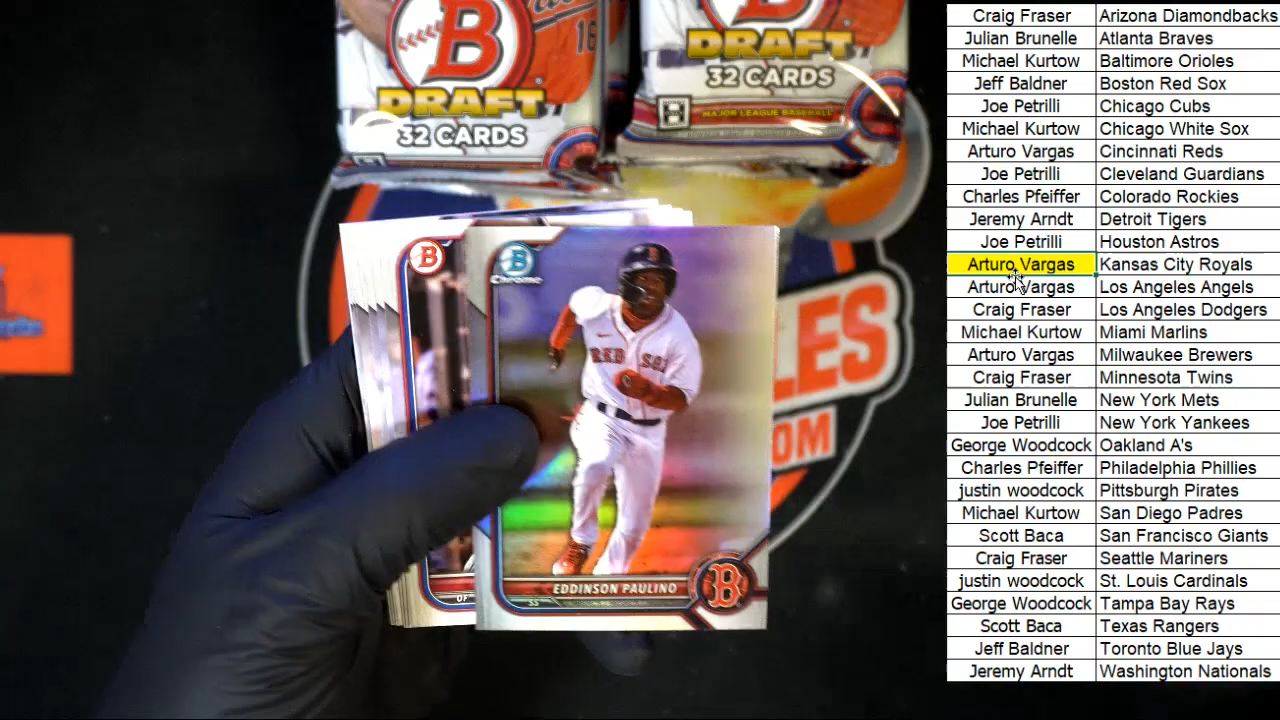 DRAFT
32 CARDS
DRAFT
32 CARDS
MAJOR LEAGUE BASEBALL
16
B
B
Chrome
RED SOX
EDDINSON PAULINO
SS
B
OF
LES
OM
Craig Fraser Arizona Diamondbacks
Julian Brunelle Atlanta Braves
Michael Kurtow Baltimore Orioles
Jeff Baldner Boston Red Sox
Joe Petrilli Chicago Cubs
Michael Kurtow Chicago White Sox
Arturo Vargas Cincinnati Reds
Joe Petrilli Cleveland Guardians
Charles Pfeiffer Colorado Rockies
Jeremy Arndt Detroit Tigers
Joe Petrilli Houston Astros
Arturo Vargas Kansas City Royals
Arturo Vargas Los Angeles Angels
Craig Fraser Los Angeles Dodgers
Michael Kurtow Miami Marlins
Arturo Vargas Milwaukee Brewers
Craig Fraser Minnesota Twins
Julian Brunelle New York Mets
Joe Petrilli New York Yankees
George Woodcock Oakland A's
Charles Pfeiffer Philadelphia Phillies
justin woodcock Pittsburgh Pirates
Michael Kurtow San Diego Padres
Scott Baca San Francisco Giants
Craig Fraser Seattle Mariners
justin woodcock St. Louis Cardinals
George Woodcock Tampa Bay Rays
Scott Baca Texas Rangers
Jeff Baldner Toronto Blue Jays
Jeremy Arndt Washington Nationals